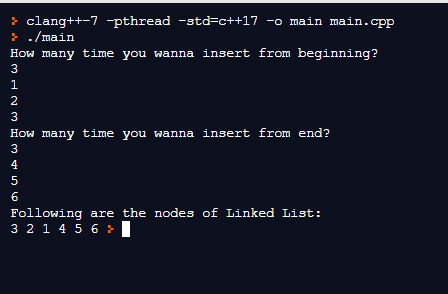 > clang++-7 -pthread -std=c++17 -o main main.cpp
> ./main
How many time you wanna insert from beginning?
3
1
2
3
How many time you wanna insert from end?
3
4
5
6
Following are the nodes of Linked List:
3 2 1 4 5 6 >